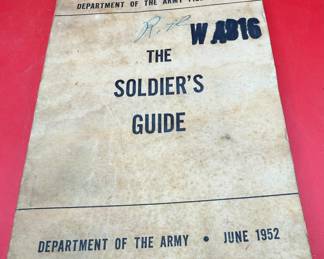 DEPARTMENT OF THE ARMY
W A816
THE
SOLDIER'S
GUIDE
DEPARTMENT OF THE ARMY • JUNE 1952